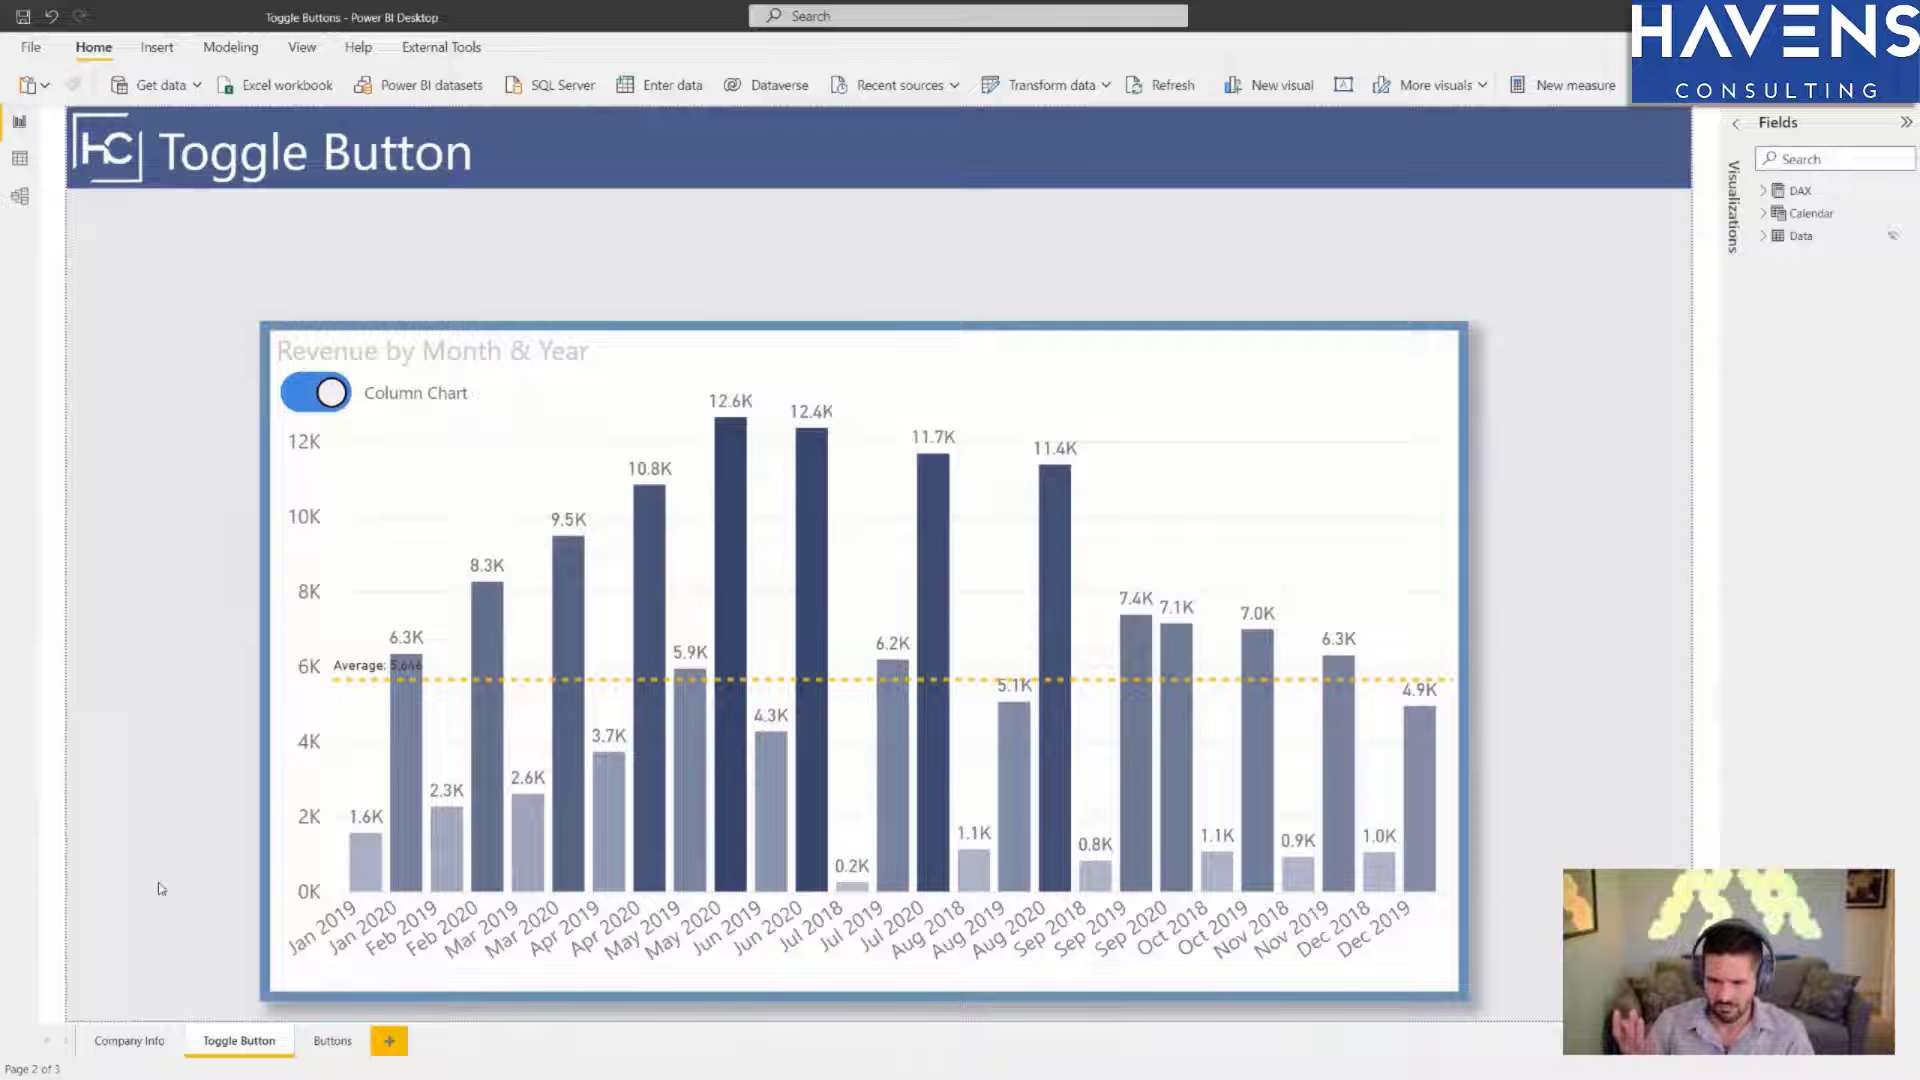 Toggle Buttons - Power BI Desktop
Search
HAVENS
CONSULTING
File Home Insert Modeling View Help External Tools
Get data Excel workbook Power BI datasets SQL Server Enter data Dataverse Recent sources Transform data Refresh New visual More visuals New measure
HC Toggle Button
Fields
Search
Visualizations
DAX
Calendar
Data
Revenue by Month & Year
Column Chart
12K
10K
8K
6K
4K
2K
0K
Average: 5,646
1.6K
6.3K
2.3K
8.3K
2.6K
9.5K
3.7K
10.8K
5.9K
12.6K
4.3K
12.4K
0.2K
6.2K
11.7K
1.1K
5.1K
11.4K
0.8K
7.4K
7.1K
1.1K
7.0K
0.9K
6.3K
1.0K
4.9K
Jan 2019
Jan 2020
Feb 2019
Feb 2020
Mar 2019
Mar 2020
Apr 2019
Apr 2020
May 2019
May 2020
Jun 2019
Jun 2020
Jul 2018
Jul 2019
Jul 2020
Aug 2018
Aug 2019
Aug 2020
Sep 2018
Sep 2019
Sep 2020
Oct 2018
Oct 2019
Nov 2018
Nov 2019
Dec 2018
Dec 2019
Company Info Toggle Button Buttons +
Page 2 of 3